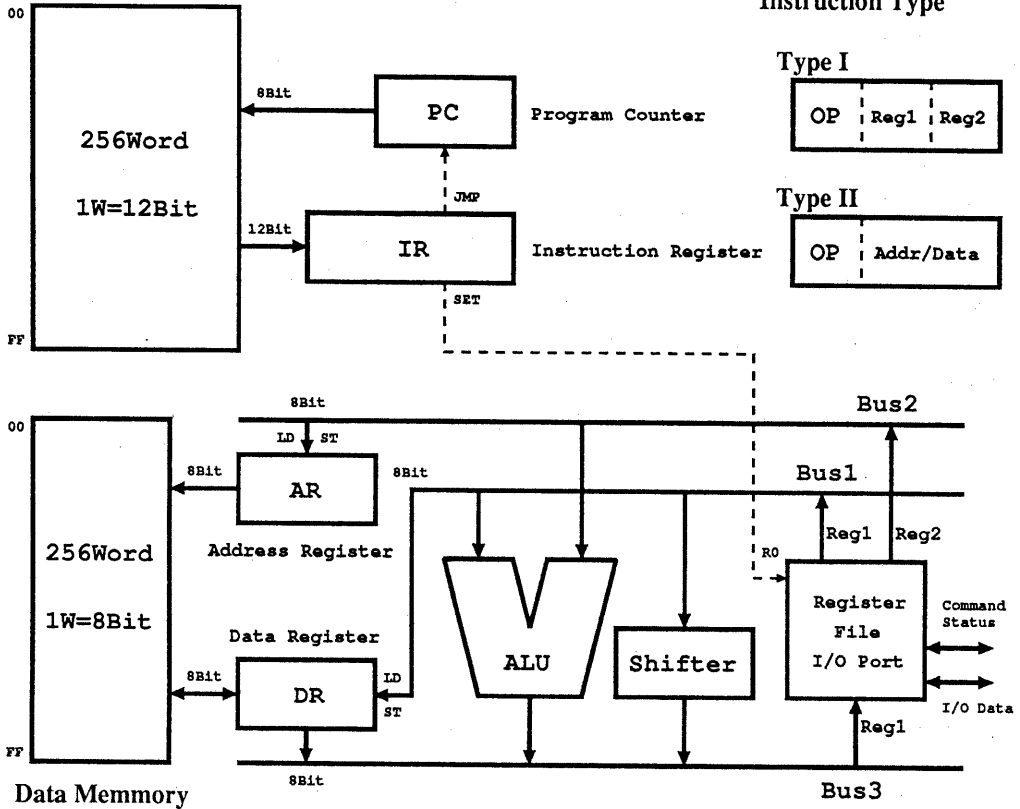 Instruction Type
00
Type I
8Bit
PC
Program Counter
OP
Reg1
Reg2
256Word
1W=12Bit
JMP
Type II
12Bit
IR
Instruction Register
OP
Addr/Data
SET
FF
8Bit
Bus2
00
LD
ST
8Bit
AR
8Bit
Bus1
Address Register
Reg1
Reg2
R0
256Word
1W=8Bit
Register
File
I/O Port
Command
Status
Data Register
ALU
Shifter
8Bit
DR
LD
ST
I/O Data
Reg1
FF
8Bit
Bus3
Data Memmory